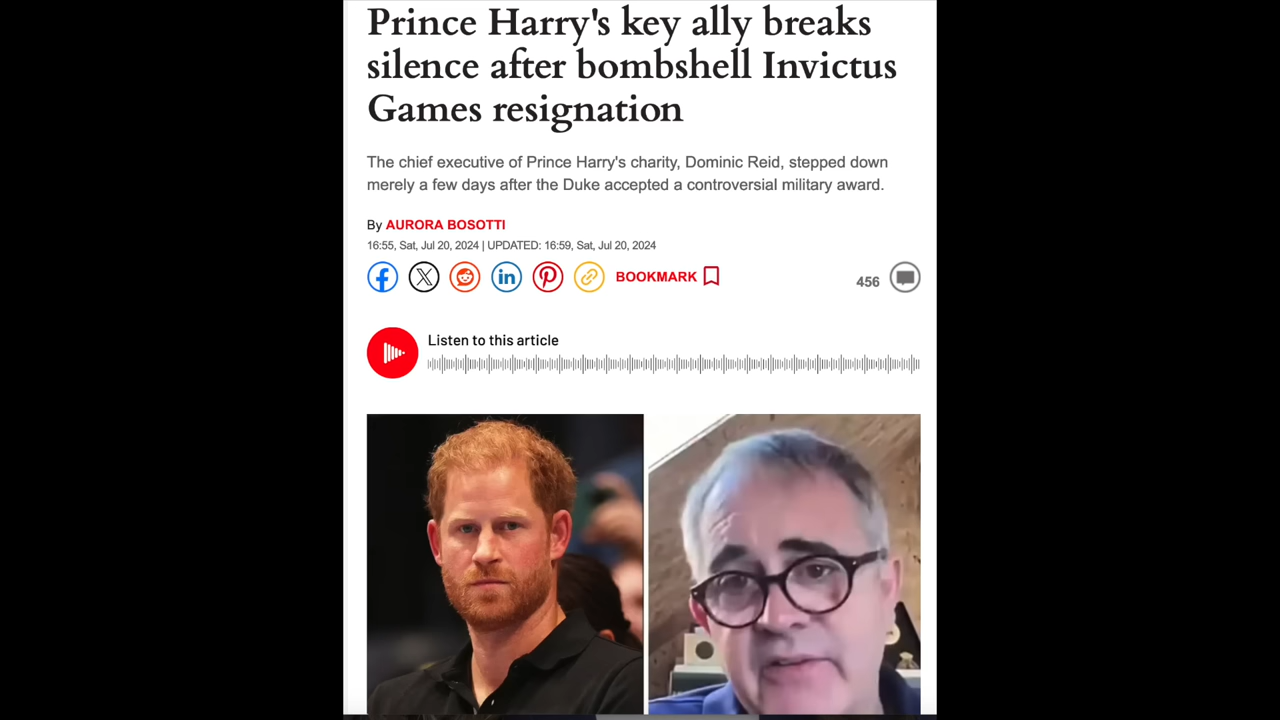 Prince Harry's key ally breaks
silence after bombshell Invictus
Games resignation
The chief executive of Prince Harry's charity, Dominic Reid, stepped down
merely a few days after the Duke accepted a controversial military award.
By AURORA BOSOTTI
16:55, Sat, Jul 20, 2024 | UPDATED: 16:59, Sat, Jul 20, 2024
BOOKMARK
456
Listen to this article